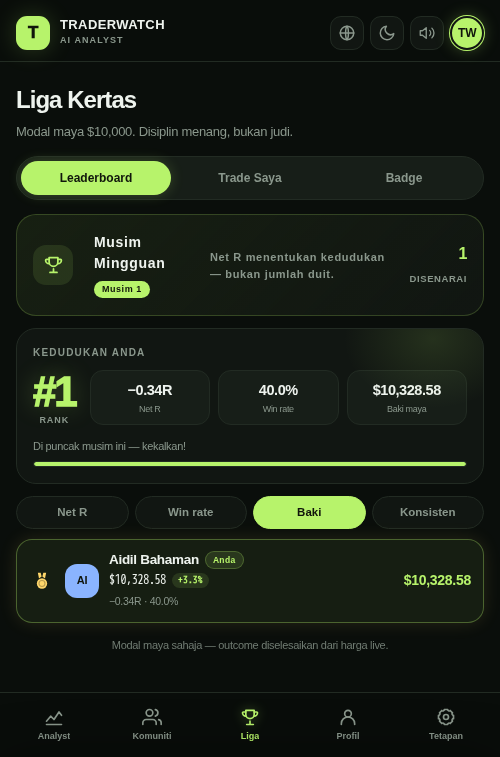 T
TRADERWATCH
AI ANALYST
TW
Liga Kertas
Modal maya $10,000. Disiplin menang, bukan judi.
Leaderboard
Trade Saya
Badge
Musim
Mingguan
Musim 1
Net R menentukan kedudukan
— bukan jumlah duit.
1
DISENARAI
KEDUDUKAN ANDA
#1
RANK
−0.34R
Net R
40.0%
Win rate
$10,328.58
Baki maya
Di puncak musim ini — kekalkan!
Net R
Win rate
Baki
Konsisten
AI
Aidil Bahaman
Anda
$10,328.58
+3.3%
−0.34R · 40.0%
$10,328.58
Modal maya sahaja — outcome diselesaikan dari harga live.
Analyst
Komuniti
Liga
Profil
Tetapan